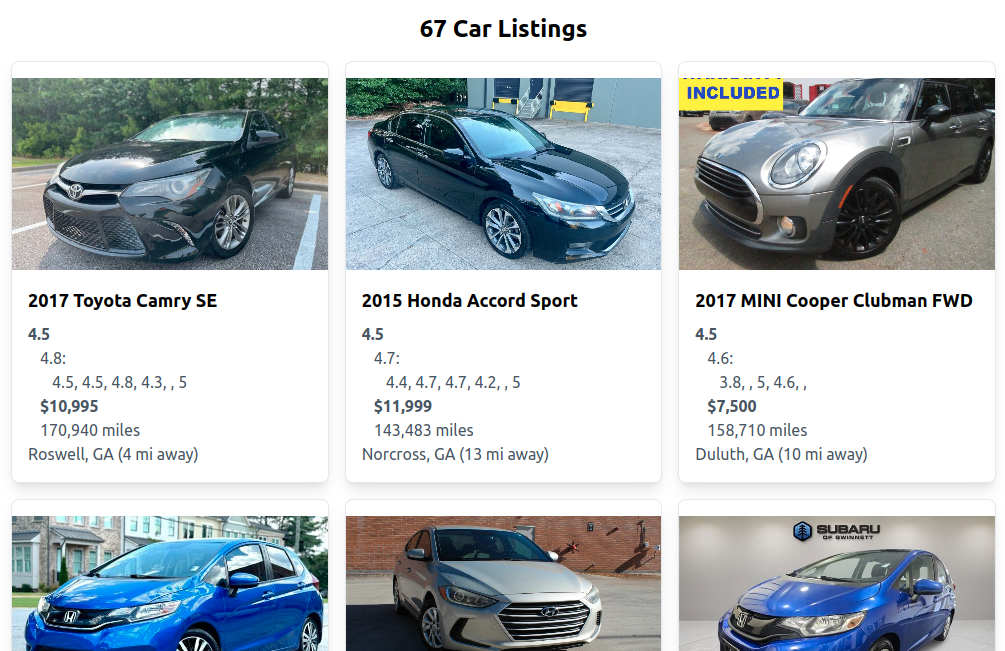 67 Car Listings
INCLUDED
2017 Toyota Camry SE
4.5
4.8:
4.5, 4.5, 4.8, 4.3, , 5
$10,995
170,940 miles
Roswell, GA (4 mi away)
2015 Honda Accord Sport
4.5
4.7:
4.4, 4.7, 4.7, 4.2, , 5
$11,999
143,483 miles
Norcross, GA (13 mi away)
2017 MINI Cooper Clubman FWD
4.5
4.6:
3.8, , 5, 4.6, ,
$7,500
158,710 miles
Duluth, GA (10 mi away)
SUBARU
OF GWINNETT